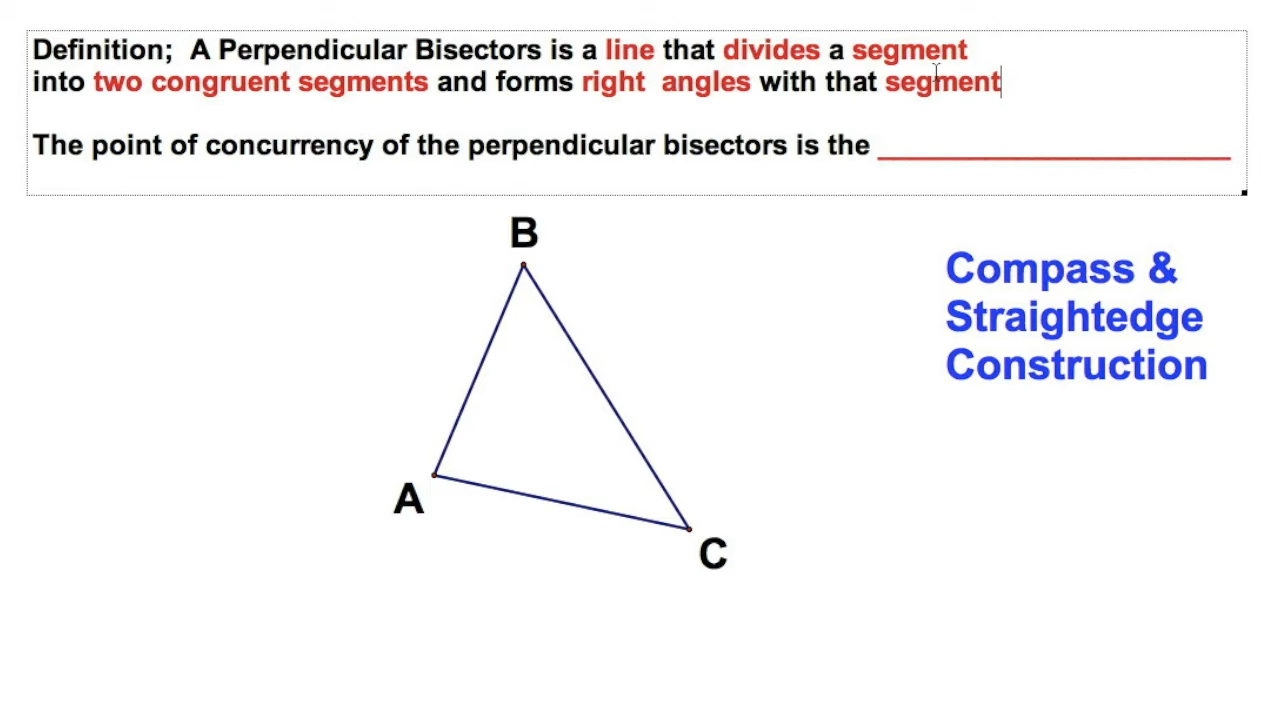 Definition; A Perpendicular Bisectors is a line that divides a segment
into two congruent segments and forms right angles with that segment
The point of concurrency of the perpendicular bisectors is the ______________________
B
Compass &
Straightedge
Construction
A
C